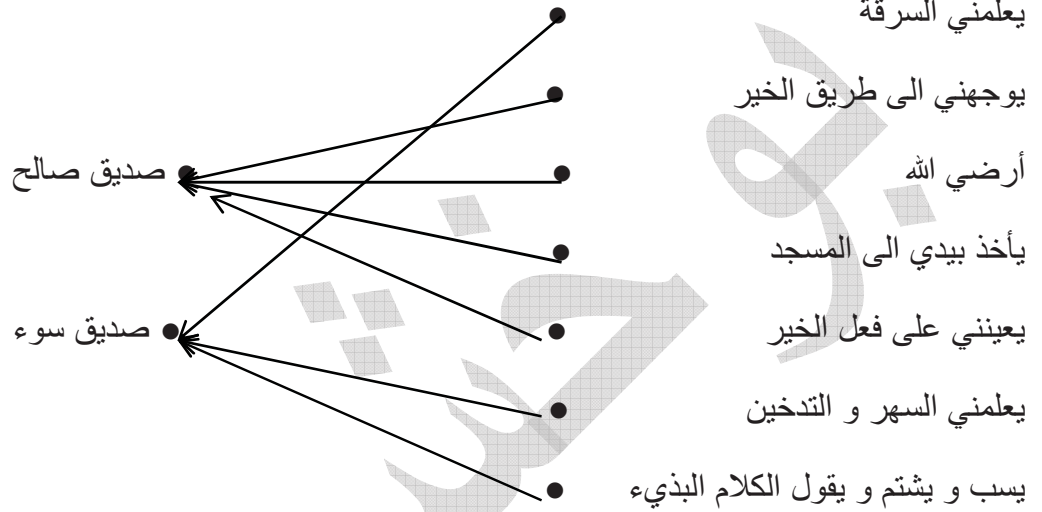 يعلمني السرقة
يوجهني الى طريق الخير
أرضي الله
صديق صالح
يأخذ بيدي الى المسجد
يعينني على فعل الخير
صديق سوء
يعلمني السهر و التدخين
يسب و يشتم و يقول الكلام البذيء